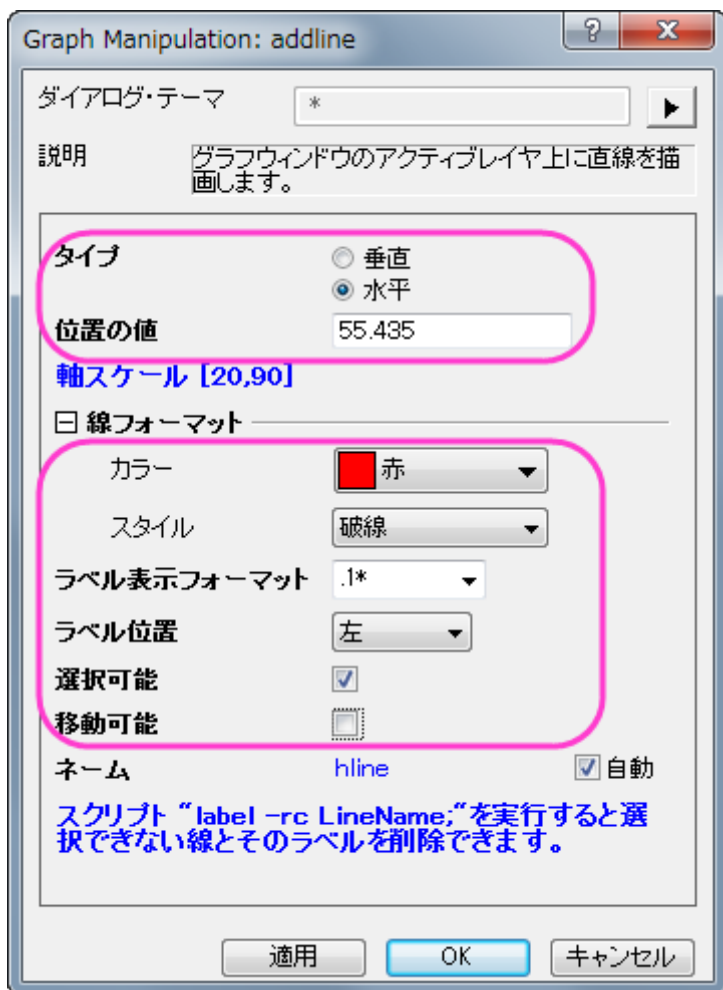 Graph Manipulation: addline
ダイアログ・テーマ *
説明 グラフウィンドウのアクティブレイヤ上に直線を描
画します。
タイプ 垂直
水平
位置の値 55.435
軸スケール [20,90]
線フォーマット
カラー 赤
スタイル 破線
ラベル表示フォーマット .1*
ラベル位置 左
選択可能
移動可能
ネーム hline 自動
スクリプト "label -rc LineName;"を実行すると選
択できない線とそのラベルを削除できます。
適用 OK キャンセル